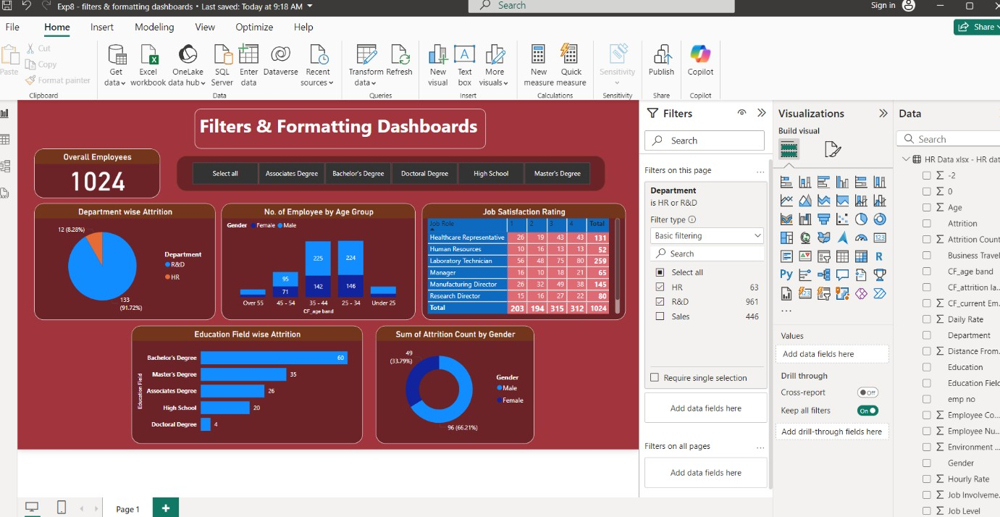 Exp8 - filters & formatting dashboards • Last saved: Today at 9:18 AM
Search
Sign in
File Home Insert Modeling View Optimize Help
Share
Paste
Cut
Copy
Format painter
Clipboard
Get data
Excel workbook
OneLake data hub
SQL Server
Enter data
Dataverse
Recent sources
Data
Transform data
Refresh
Queries
New visual
Text box
More visuals
Insert
New measure
Quick measure
Calculations
Sensitivity
Sensitivity
Publish
Share
Copilot
Copilot
Filters & Formatting Dashboards
Overall Employees
1024
Select all
Associates Degree
Bachelor's Degree
Doctoral Degree
High School
Master's Degree
Department wise Attrition
12 (8.28%)
133
(91.72%)
Department
R&D
HR
No. of Employee by Age Group
Gender Female Male
95
71
225
142
224
146
Over 55 45 - 54 35 - 44 25 - 34 Under 25
CF_age band
Job Satisfaction Rating
Job Role 1 2 3 4 Total
Healthcare Representative 26 19 43 43 131
Human Resources 10 16 13 13 52
Laboratory Technician 56 48 75 80 259
Manager 16 10 18 21 65
Manufacturing Director 26 32 49 38 145
Research Director 15 16 27 22 80
Total 203 194 315 312 1024
Education Field wise Attrition
Education Field
Bachelor's Degree 60
Master's Degree 35
Associates Degree 26
High School 20
Doctoral Degree 4
Sum of Attrition Count by Gender
49
(33.79%)
96 (66.21%)
Gender
Male
Female
Page 1
Filters
Search
Filters on this page
...
Department
is HR or R&D
Filter type
Basic filtering
Search
Select all
HR 63
R&D 961
Sales 446
Require single selection
Add data fields here
Filters on all pages
...
Add data fields here
Visualizations
Build visual
123
R
Py
123
...
Values
Add data fields here
Drill through
Cross-report Off
Keep all filters On
Add drill-through fields here
Data
Search
HR Data xlsx - HR dat
Σ -2
Σ 0
Σ Age
Attrition
Σ Attrition Count
Business Travel
CF_age band
CF_attrition la...
Σ CF_current Em...
Σ Daily Rate
Department
Σ Distance From...
Education
Education Field
emp no
Σ Employee Co...
Σ Employee Nu...
Σ Environment ...
Gender
Σ Hourly Rate
Σ Job Involveme...
Σ Job Level